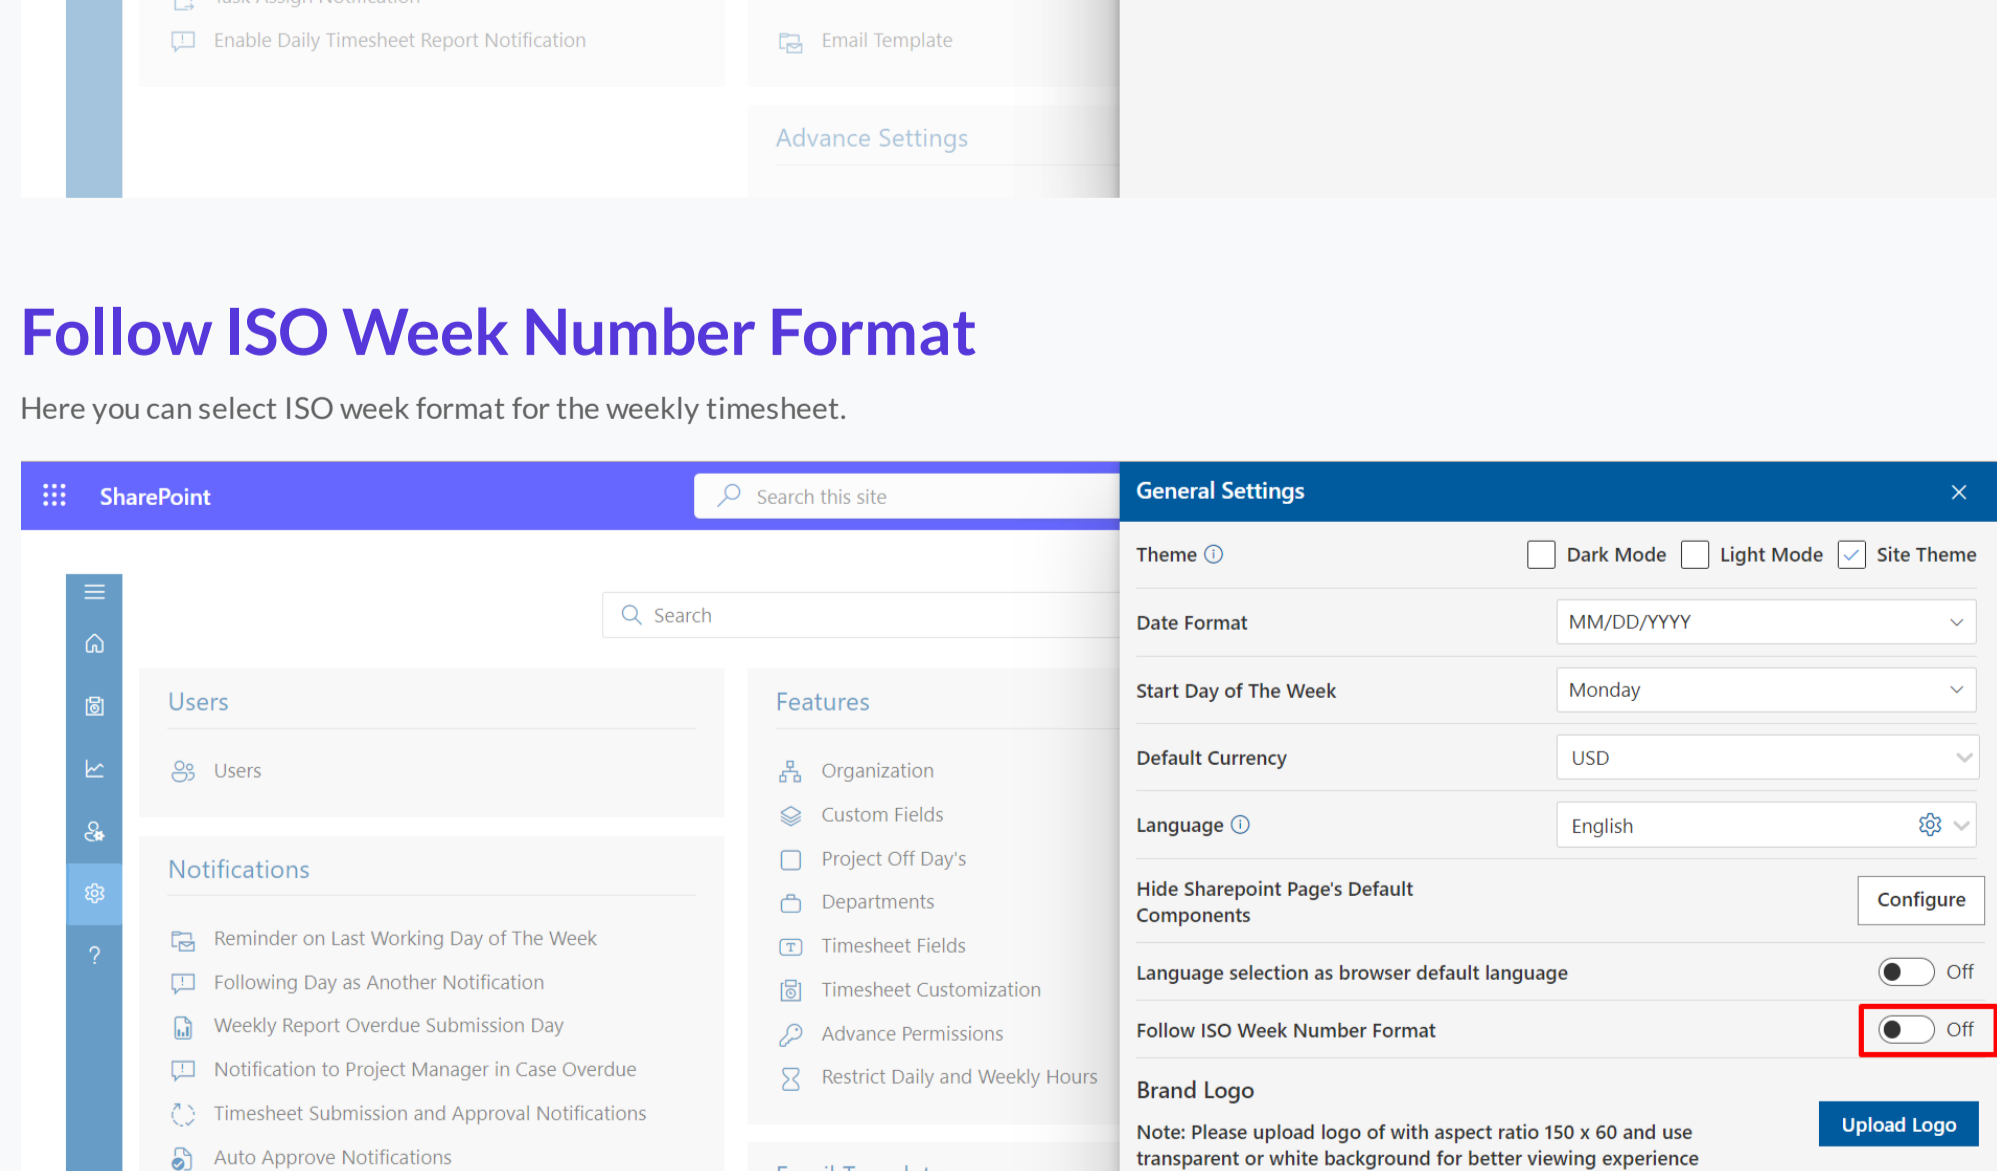 Enable Daily Timesheet Report Notification
Email Template
Advance Settings
Follow ISO Week Number Format
Here you can select ISO week format for the weekly timesheet.
SharePoint
Search this site
Search
Users
Users
Notifications
Reminder on Last Working Day of The Week
Following Day as Another Notification
Weekly Report Overdue Submission Day
Notification to Project Manager in Case Overdue
Timesheet Submission and Approval Notifications
Auto Approve Notifications
Features
Organization
Custom Fields
Project Off Day's
Departments
Timesheet Fields
Timesheet Customization
Advance Permissions
Restrict Daily and Weekly Hours
General Settings
Theme
Dark Mode Light Mode Site Theme
Date Format
MM/DD/YYYY
Start Day of The Week
Monday
Default Currency
USD
Language
English
Hide Sharepoint Page's Default
Components
Configure
Language selection as browser default language
Off
Follow ISO Week Number Format
Off
Brand Logo
Note: Please upload logo of with aspect ratio 150 x 60 and use
transparent or white background for better viewing experience
Upload Logo